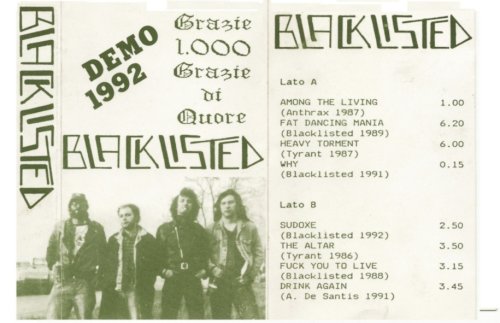 BLACKLISTED
DEMO
1992
Grazie
1.000
Grazie
di
Quore
BLACKLISTED
BLACKLISTED
Lato A
AMONG THE LIVING 1.00
(Anthrax 1987)
FAT DANCING MANIA 6.20
(Blacklisted 1989)
HEAVY TORMENT 6.00
(Tyrant 1987)
WHY 0.15
(Blacklisted 1991)
Lato B
SUDOXE 2.50
(Blacklisted 1992)
THE ALTAR 3.50
(Tyrant 1986)
FUCK YOU TO LIVE 3.15
(Blacklisted 1988)
DRINK AGAIN 3.45
(A. De Santis 1991)